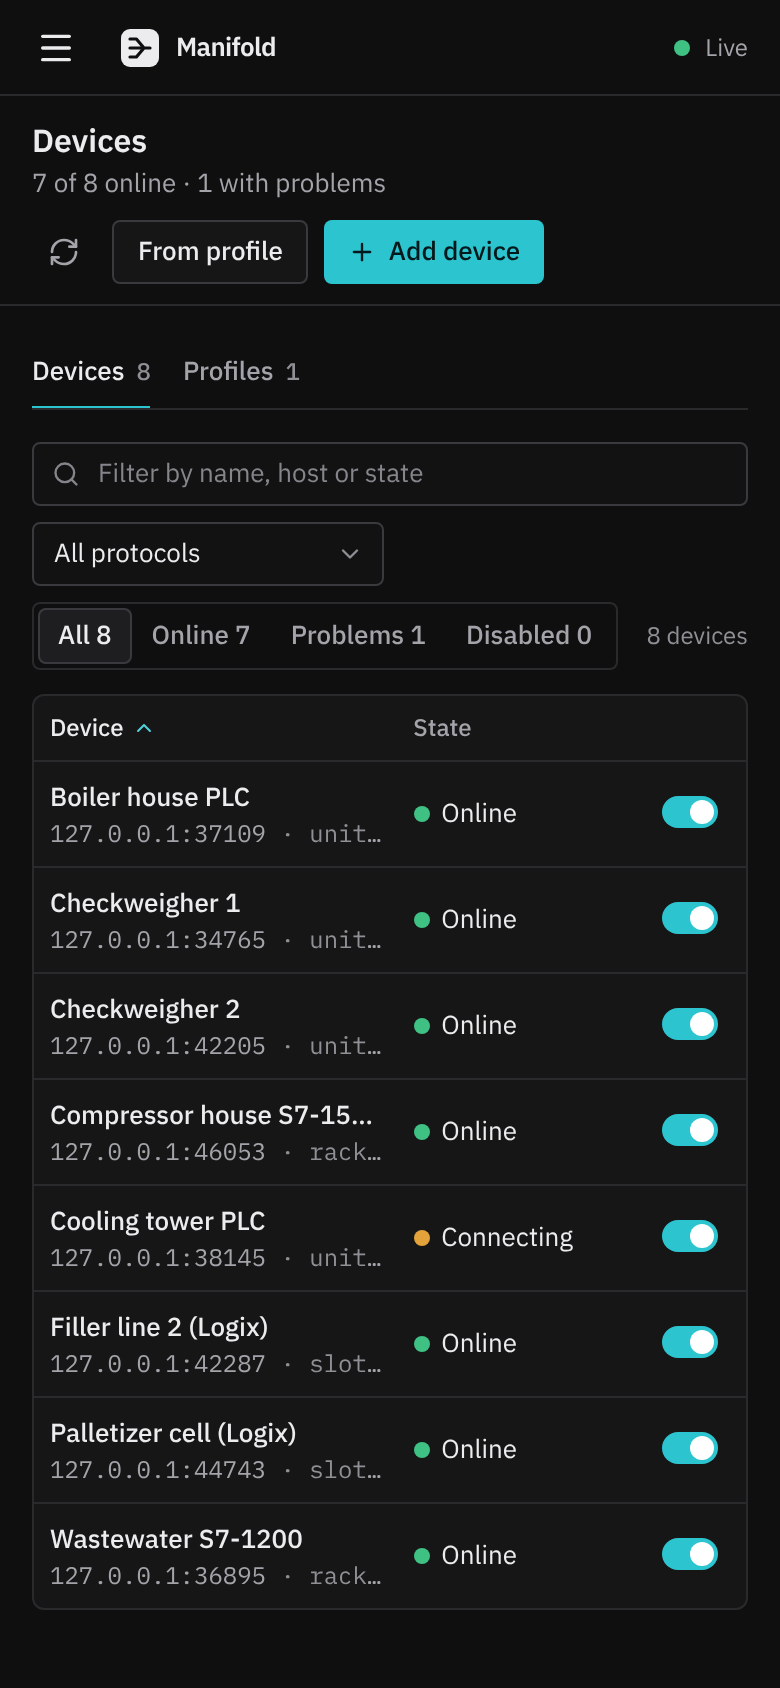 Manifold
Live
Devices
7 of 8 online · 1 with problems
From profile
+ Add device
Devices 8
Profiles 1
Filter by name, host or state
All protocols
All 8
Online 7
Problems 1
Disabled 0
8 devices
Device
State
Boiler house PLC
127.0.0.1:37109 · unit…
Online
Checkweigher 1
127.0.0.1:34765 · unit…
Online
Checkweigher 2
127.0.0.1:42205 · unit…
Online
Compressor house S7-15…
127.0.0.1:46053 · rack…
Online
Cooling tower PLC
127.0.0.1:38145 · unit…
Connecting
Filler line 2 (Logix)
127.0.0.1:42287 · slot…
Online
Palletizer cell (Logix)
127.0.0.1:44743 · slot…
Online
Wastewater S7-1200
127.0.0.1:36895 · rack…
Online